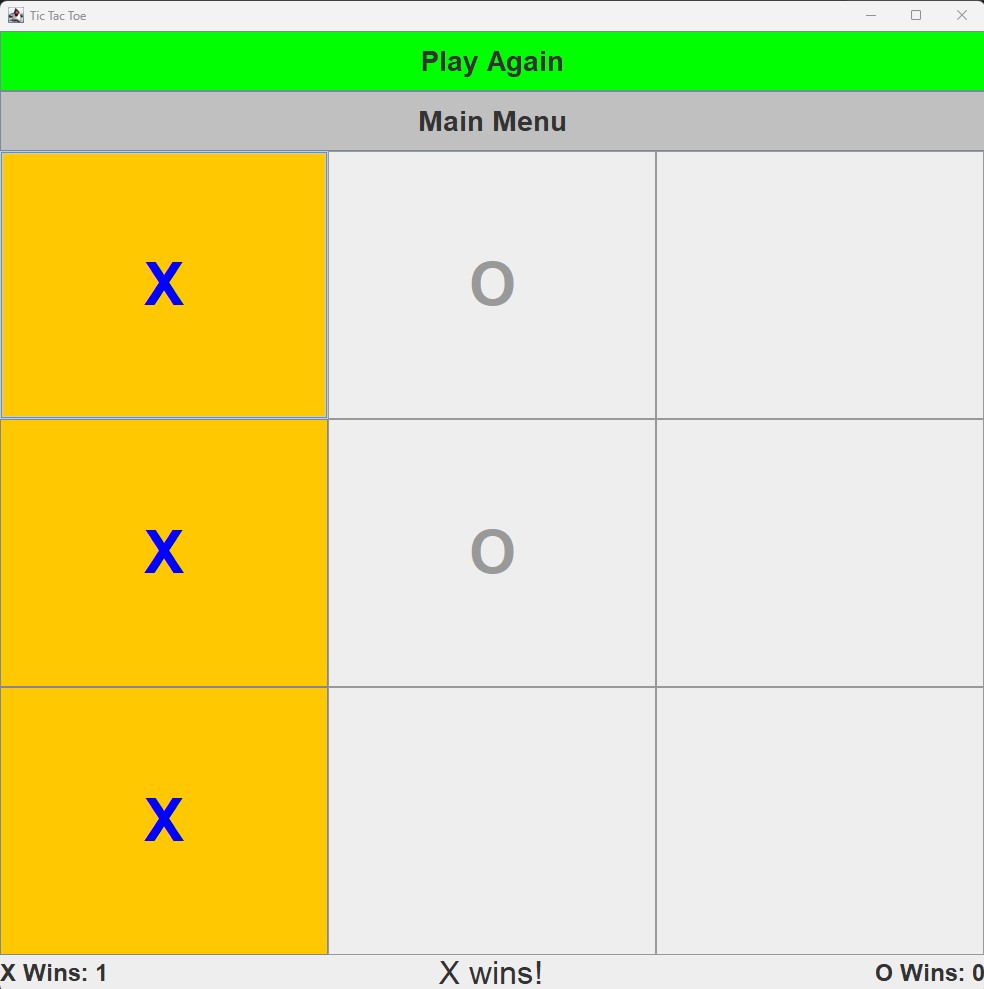 Tic Tac Toe
Play Again
Main Menu
X O
X O
X
X Wins: 1 X wins! O Wins: 0